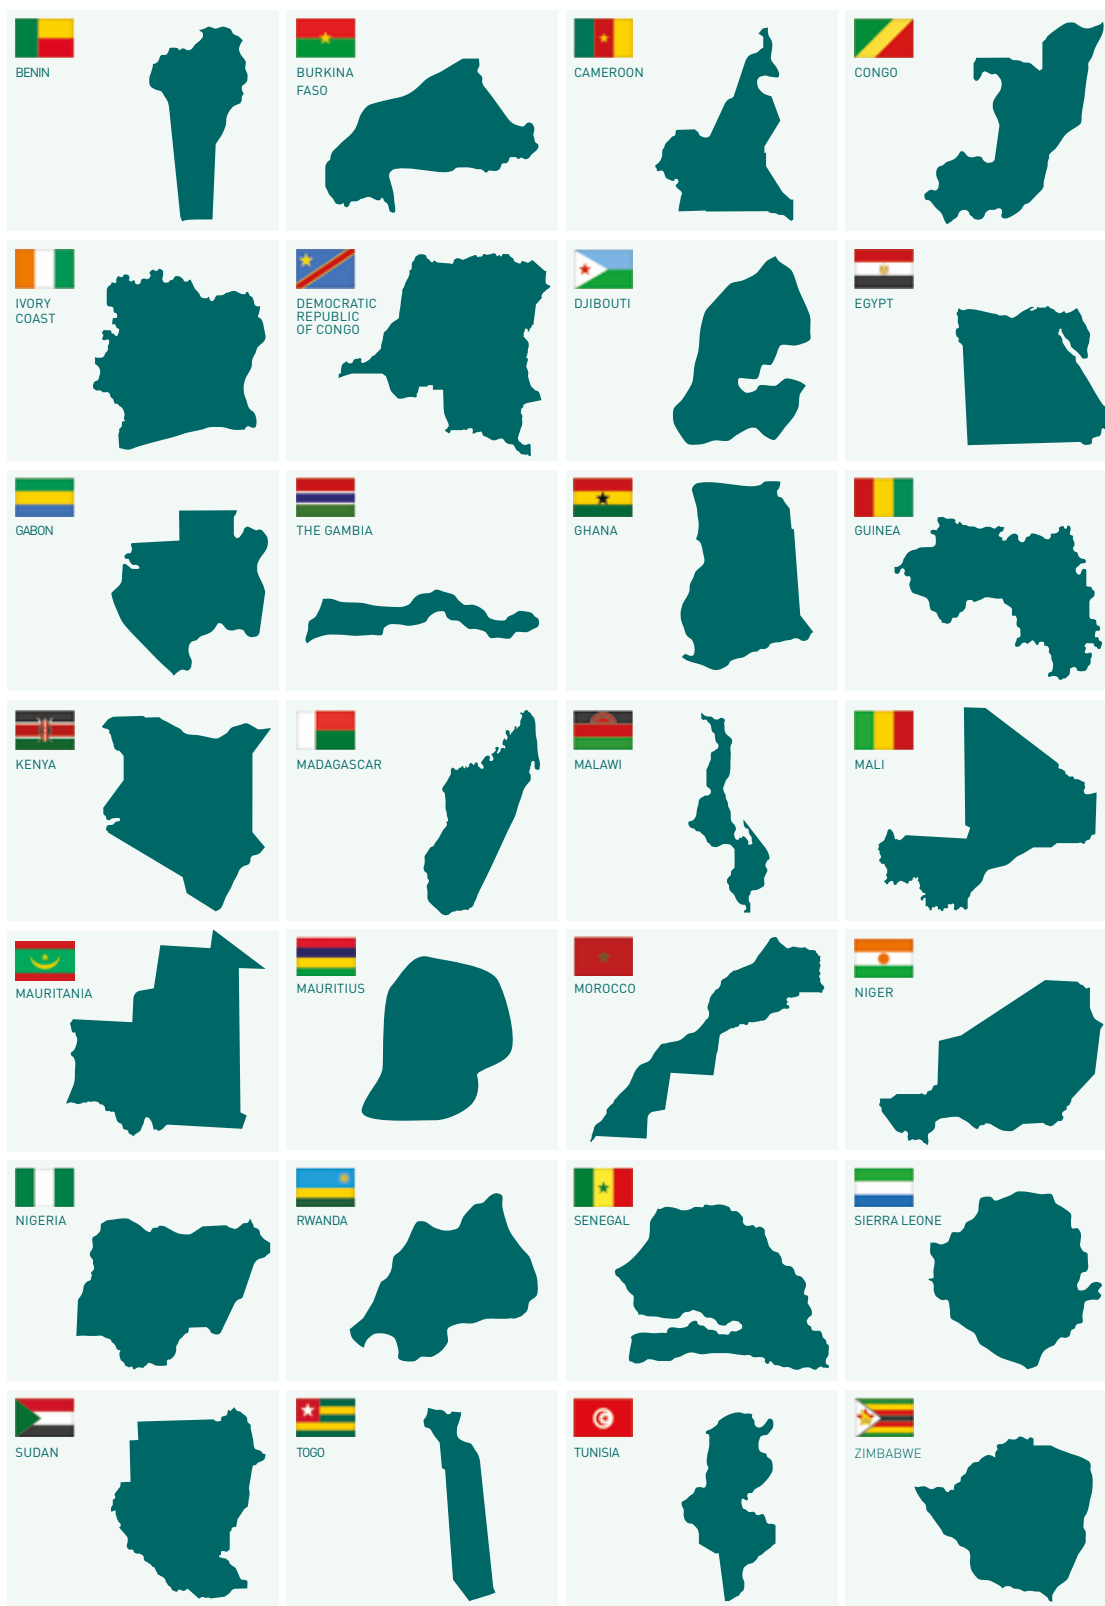 BENIN
BURKINA
FASO
CAMEROON
CONGO
IVORY
COAST
DEMOCRATIC
REPUBLIC
OF CONGO
DJIBOUTI
EGYPT
GABON
THE GAMBIA
GHANA
GUINEA
KENYA
MADAGASCAR
MALAWI
MALI
MAURITANIA
MAURITIUS
MOROCCO
NIGER
NIGERIA
RWANDA
SENEGAL
SIERRA LEONE
SUDAN
TOGO
TUNISIA
ZIMBABWE